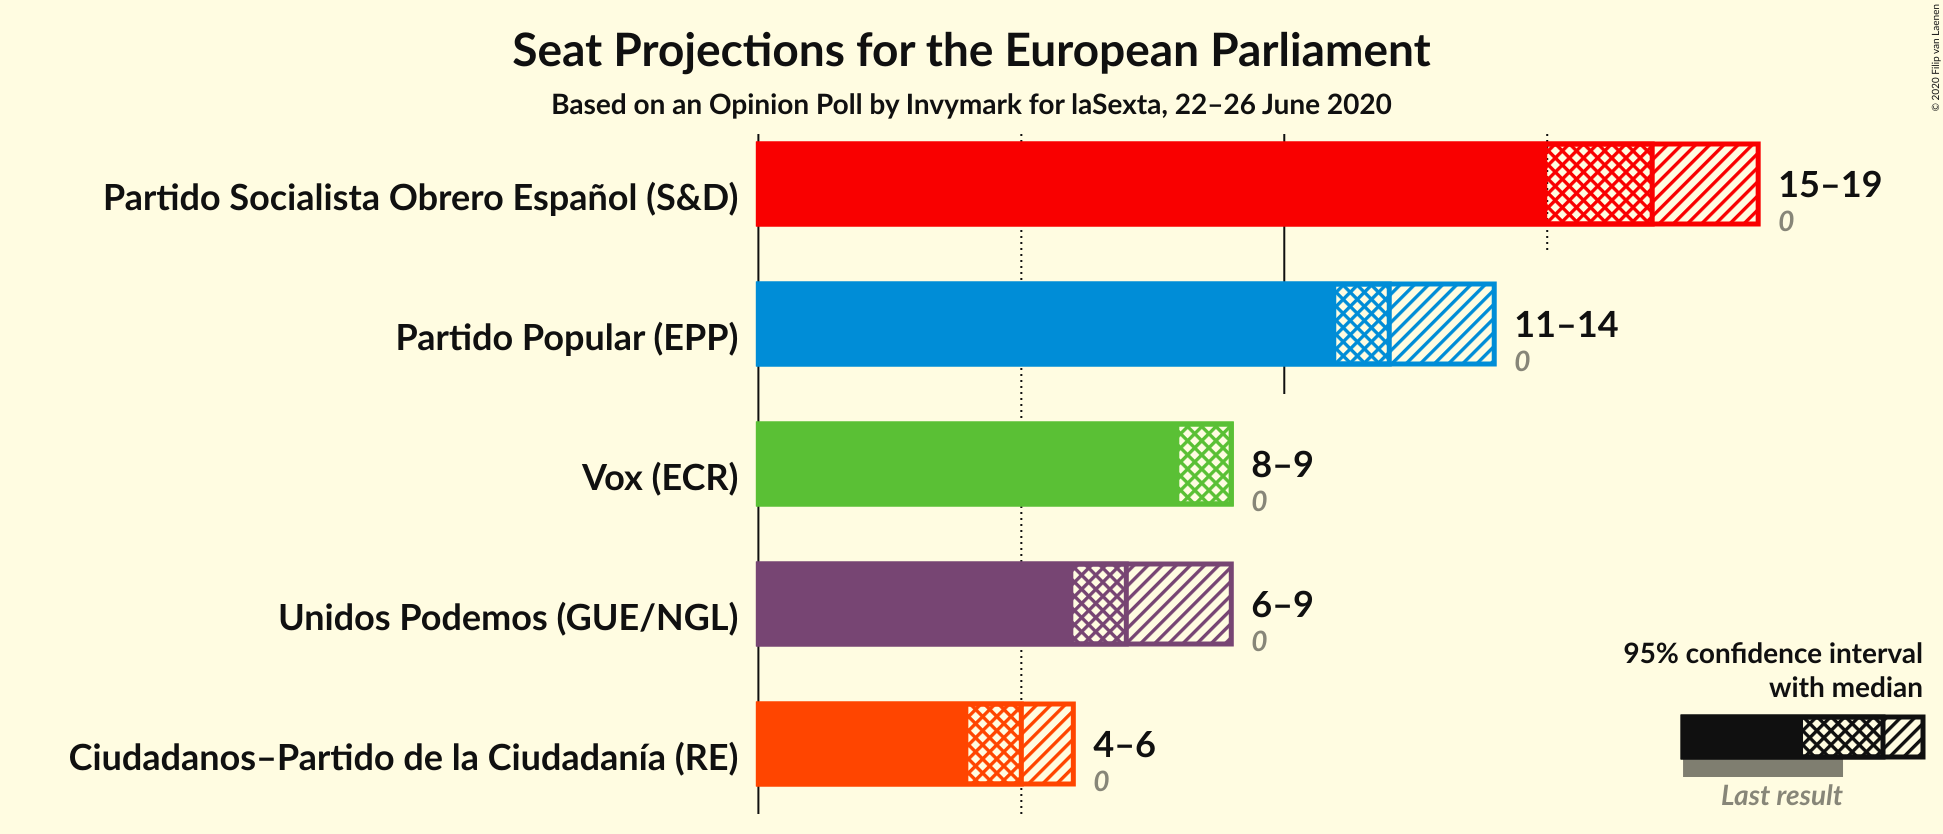 Seat Projections for the European Parliament
Based on an Opinion Poll by Invymark for laSexta, 22–26 June 2020
© 2020 Filip van Laenen
Partido Socialista Obrero Español (S&D)
15–19
0
Partido Popular (EPP)
11–14
0
Vox (ECR)
8–9
0
Unidos Podemos (GUE/NGL)
6–9
0
Ciudadanos–Partido de la Ciudadanía (RE)
4–6
0
95% confidence interval
with median
Last result